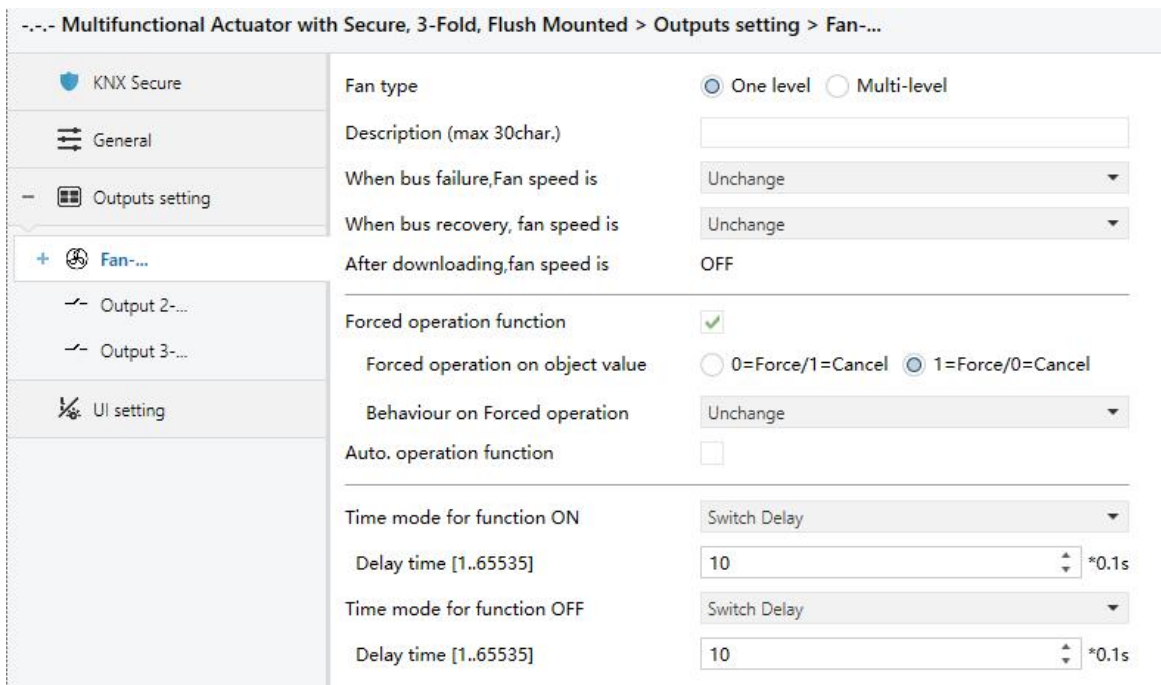 -.-.- Multifunctional Actuator with Secure, 3-Fold, Flush Mounted > Outputs setting > Fan-...
KNX Secure
General
Outputs setting
Fan-...
Output 2-...
Output 3-...
UI setting
Fan type One level Multi-level
Description (max 30char.)
When bus failure,Fan speed is Unchange
When bus recovery, fan speed is Unchange
After downloading,fan speed is OFF
Forced operation function
Forced operation on object value 0=Force/1=Cancel 1=Force/0=Cancel
Behaviour on Forced operation Unchange
Auto. operation function
Time mode for function ON Switch Delay
Delay time [1..65535] 10 *0.1s
Time mode for function OFF Switch Delay
Delay time [1..65535] 10 *0.1s